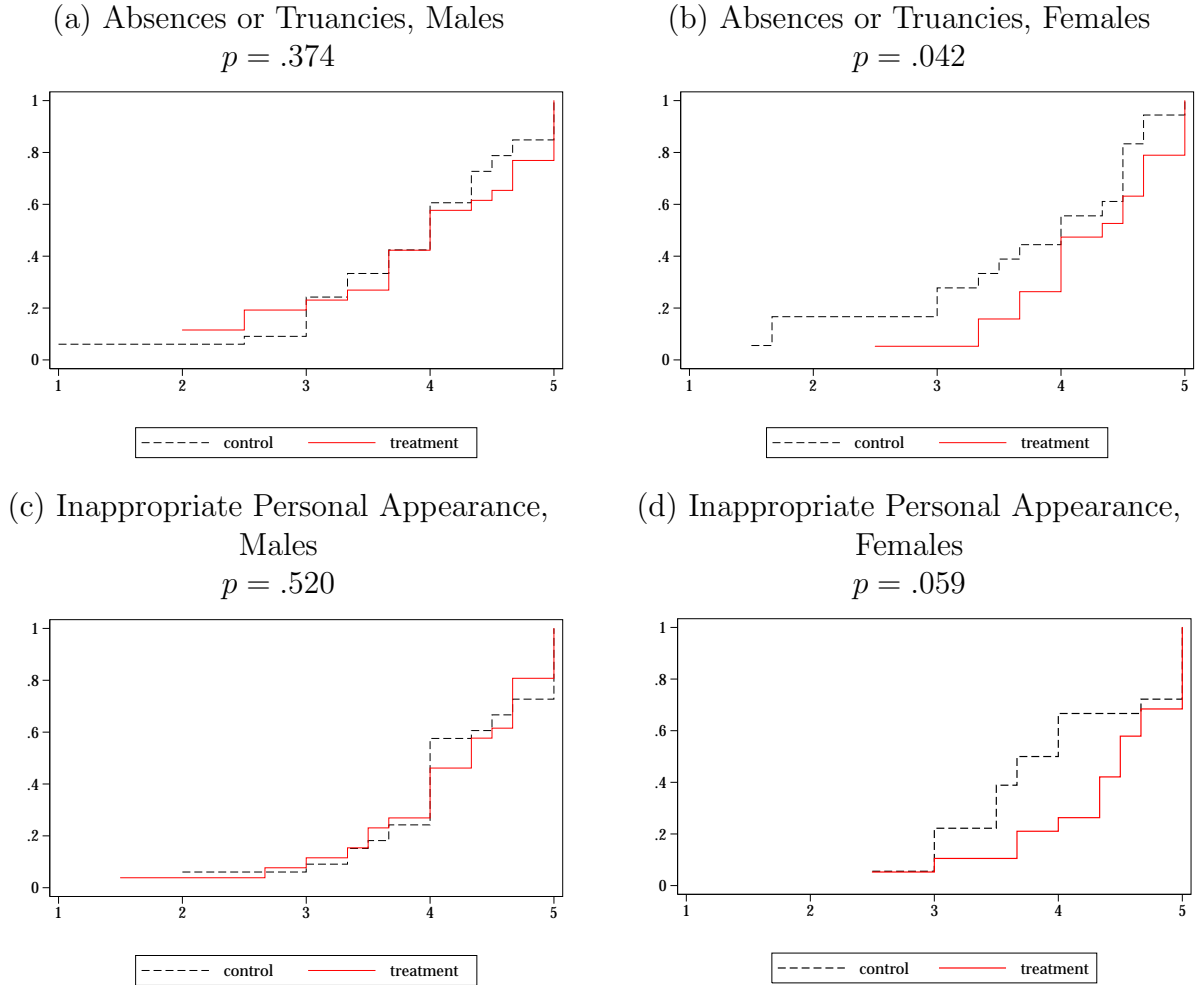 (a) Absences or Truancies, Males
p = .374
1
.8
.6
.4
.2
0
1 2 3 4 5
control treatment
(b) Absences or Truancies, Females
p = .042
1
.8
.6
.4
.2
0
1 2 3 4 5
control treatment
(c) Inappropriate Personal Appearance,
Males
p = .520
1
.8
.6
.4
.2
0
1 2 3 4 5
control treatment
(d) Inappropriate Personal Appearance,
Females
p = .059
1
.8
.6
.4
.2
0
1 2 3 4 5
control treatment